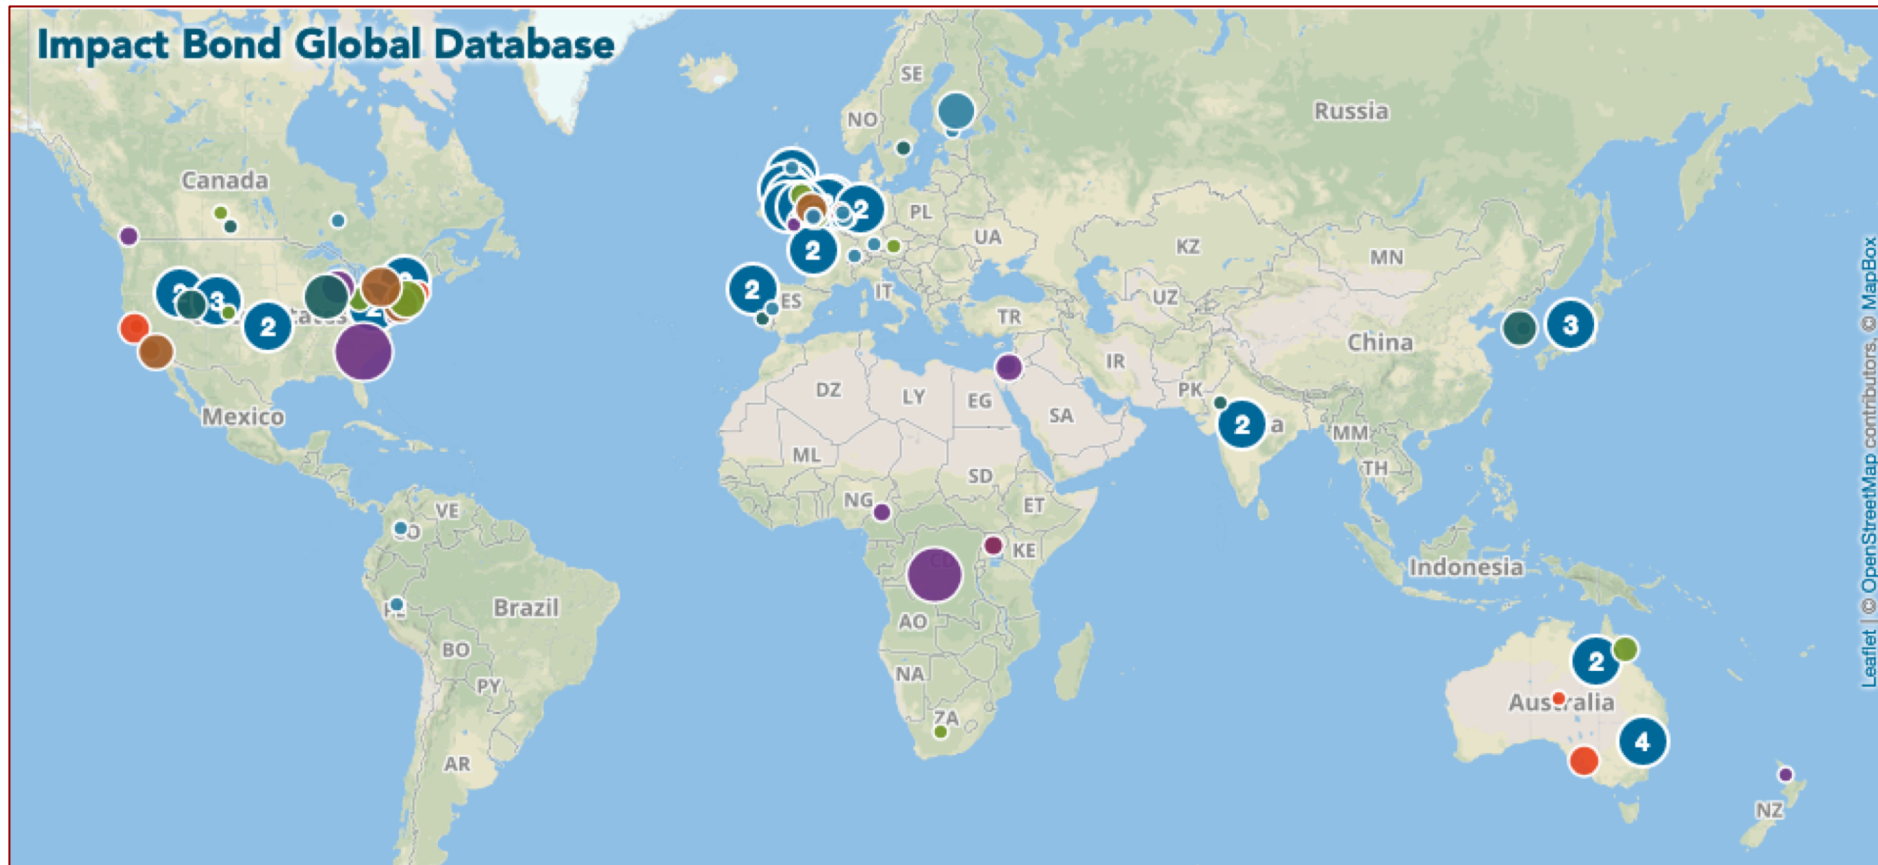 Impact Bond Global Database
SE
NO
Russia
Canada
PL
UA
KZ
MN
2
2
2
3
2
2
2
ES
IT
UZ
TR
China
3
IR
PK
DZ
LY
EG
SA
2
a
MM
TH
Mexico
ML
SD
NG
ET
VE
KE
Indonesia
Brazil
AO
BO
NA
PY
2
Australia
ZA
4
AR
NZ
Leaflet | © OpenStreetMap contributors, © MapBox